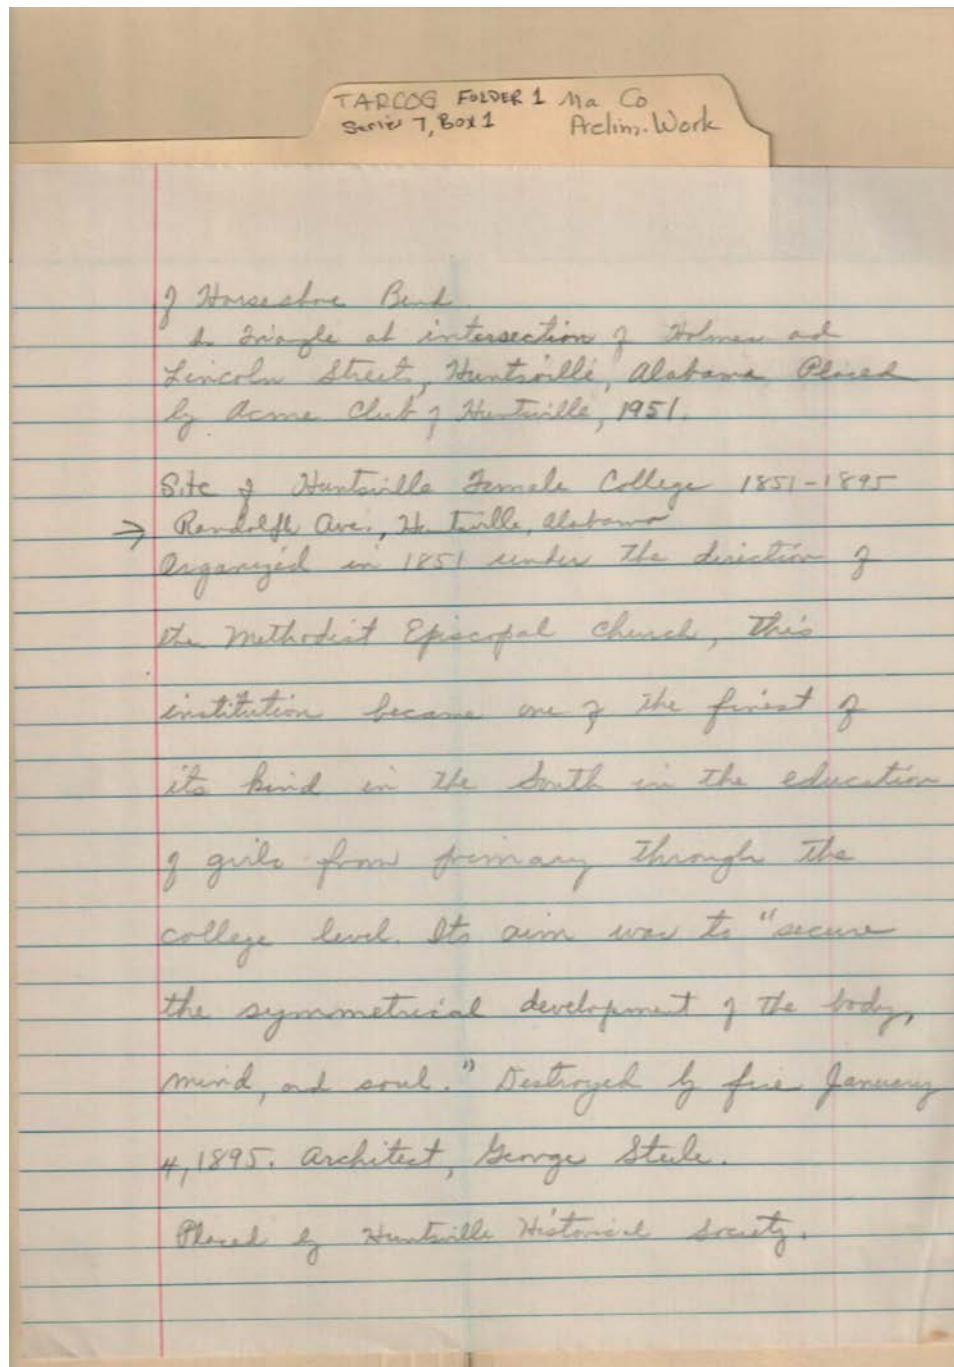 TARCOG FOLDER 1 Ma Co
Series 7, Box 1 Prelim. Work
of Horseshoe Bend.
In triangle at intersection of Holmes and
Lincoln Streets, Huntsville, Alabama Placed
by Acme Club of Huntsville, 1951.
Site of Huntsville Female College 1851-1895
→ Randolph Ave., Huntsville, Alabama
Organized in 1851 under the direction of
the Methodist Episcopal Church, this
institution became one of the finest of
its kind in the South in the education
of girls from primary through the
college level. Its aim was to "secure
the symmetrical development of the body,
mind, and soul." Destroyed by fire January
4, 1895. Architect, George Steele.
Placed by Huntsville Historical Society.